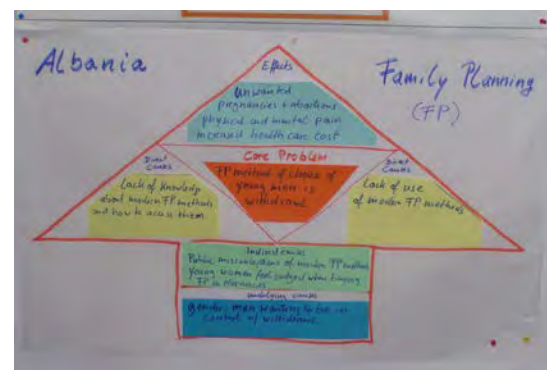 Albania
Family Planning
(FP)
Effects
Unwanted
pregnancies + abortions
physical and mental pain
increased health care cost
Core Problem
FP method of choice of
young men is
withdrawal
Direct
Causes
Lack of knowledge
about modern FP methods
and how to access them
Direct
Causes
Lack of use
of modern FP methods
Indirect causes
Public misconceptions of modern FP methods
young women feel judged when buying
FP in pharmacies
Underlying causes
gender: men wanting to be in
control w/ withdrawal